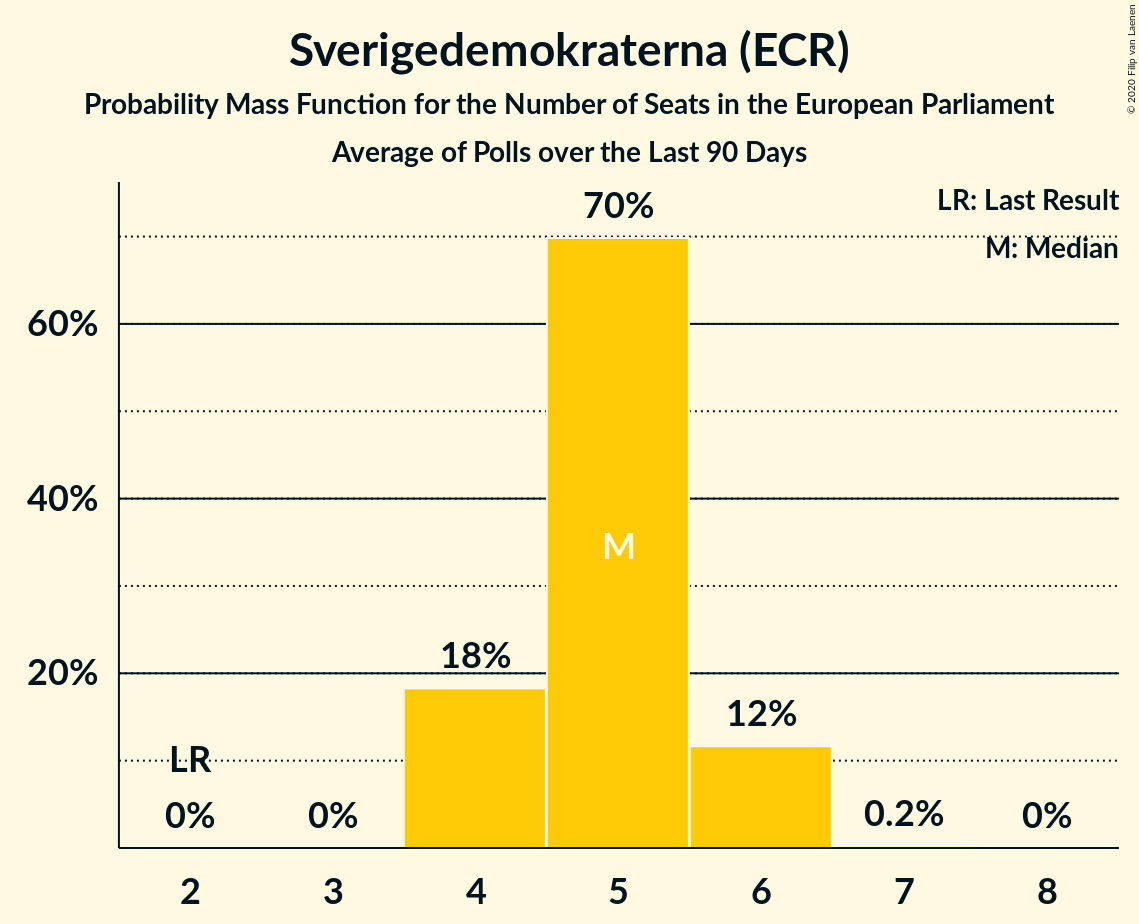 Sverigedemokraterna (ECR)
Probability Mass Function for the Number of Seats in the European Parliament
Average of Polls over the Last 90 Days
© 2020 Filip van Laenen
LR: Last Result
M: Median
70%
60%
40%
M
18%
20%
12%
LR
0%
0%
0.2%
0%
2 3 4 5 6 7 8